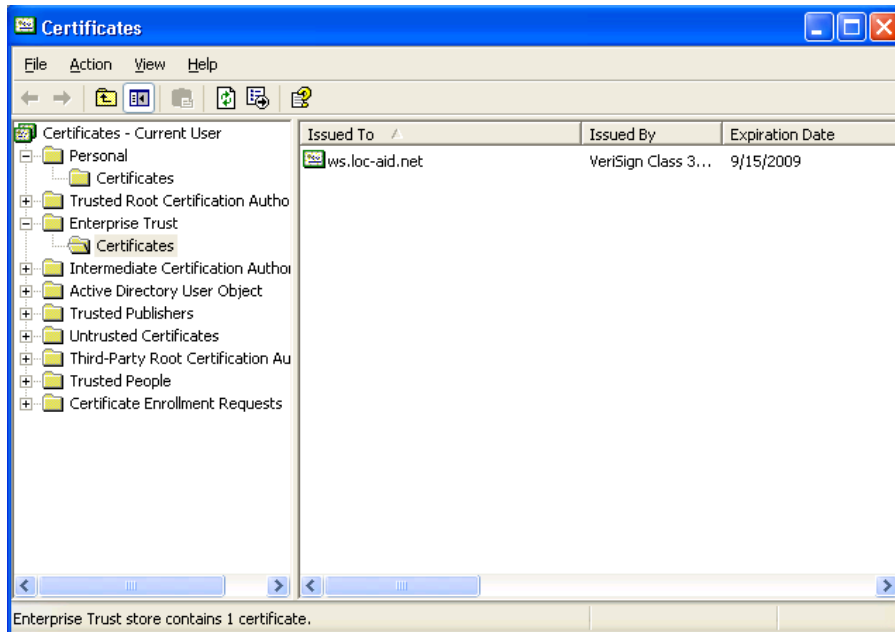 Certificates
File Action View Help
Certificates - Current User
Personal
Certificates
Trusted Root Certification Autho
Enterprise Trust
Certificates
Intermediate Certification Author
Active Directory User Object
Trusted Publishers
Untrusted Certificates
Third-Party Root Certification Au
Trusted People
Certificate Enrollment Requests
Issued To Issued By Expiration Date
ws.loc-aid.net VeriSign Class 3... 9/15/2009
Enterprise Trust store contains 1 certificate.